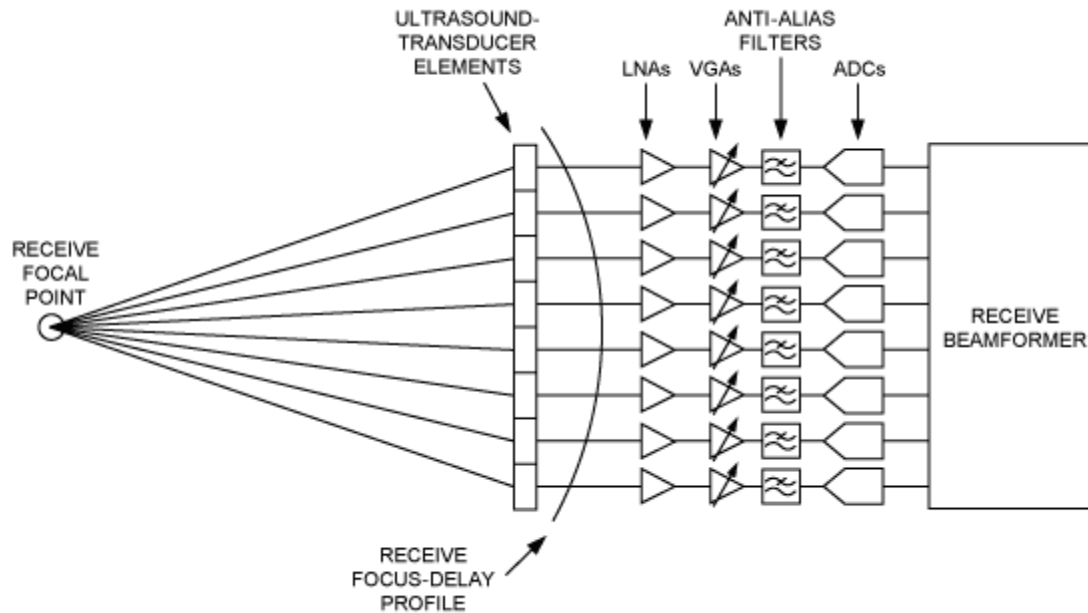 ULTRASOUND-
TRANSDUCER
ELEMENTS
ANTI-ALIAS
FILTERS
LNAs
VGAs
ADCs
RECEIVE
FOCAL
POINT
RECEIVE
BEAMFORMER
RECEIVE
FOCUS-DELAY
PROFILE